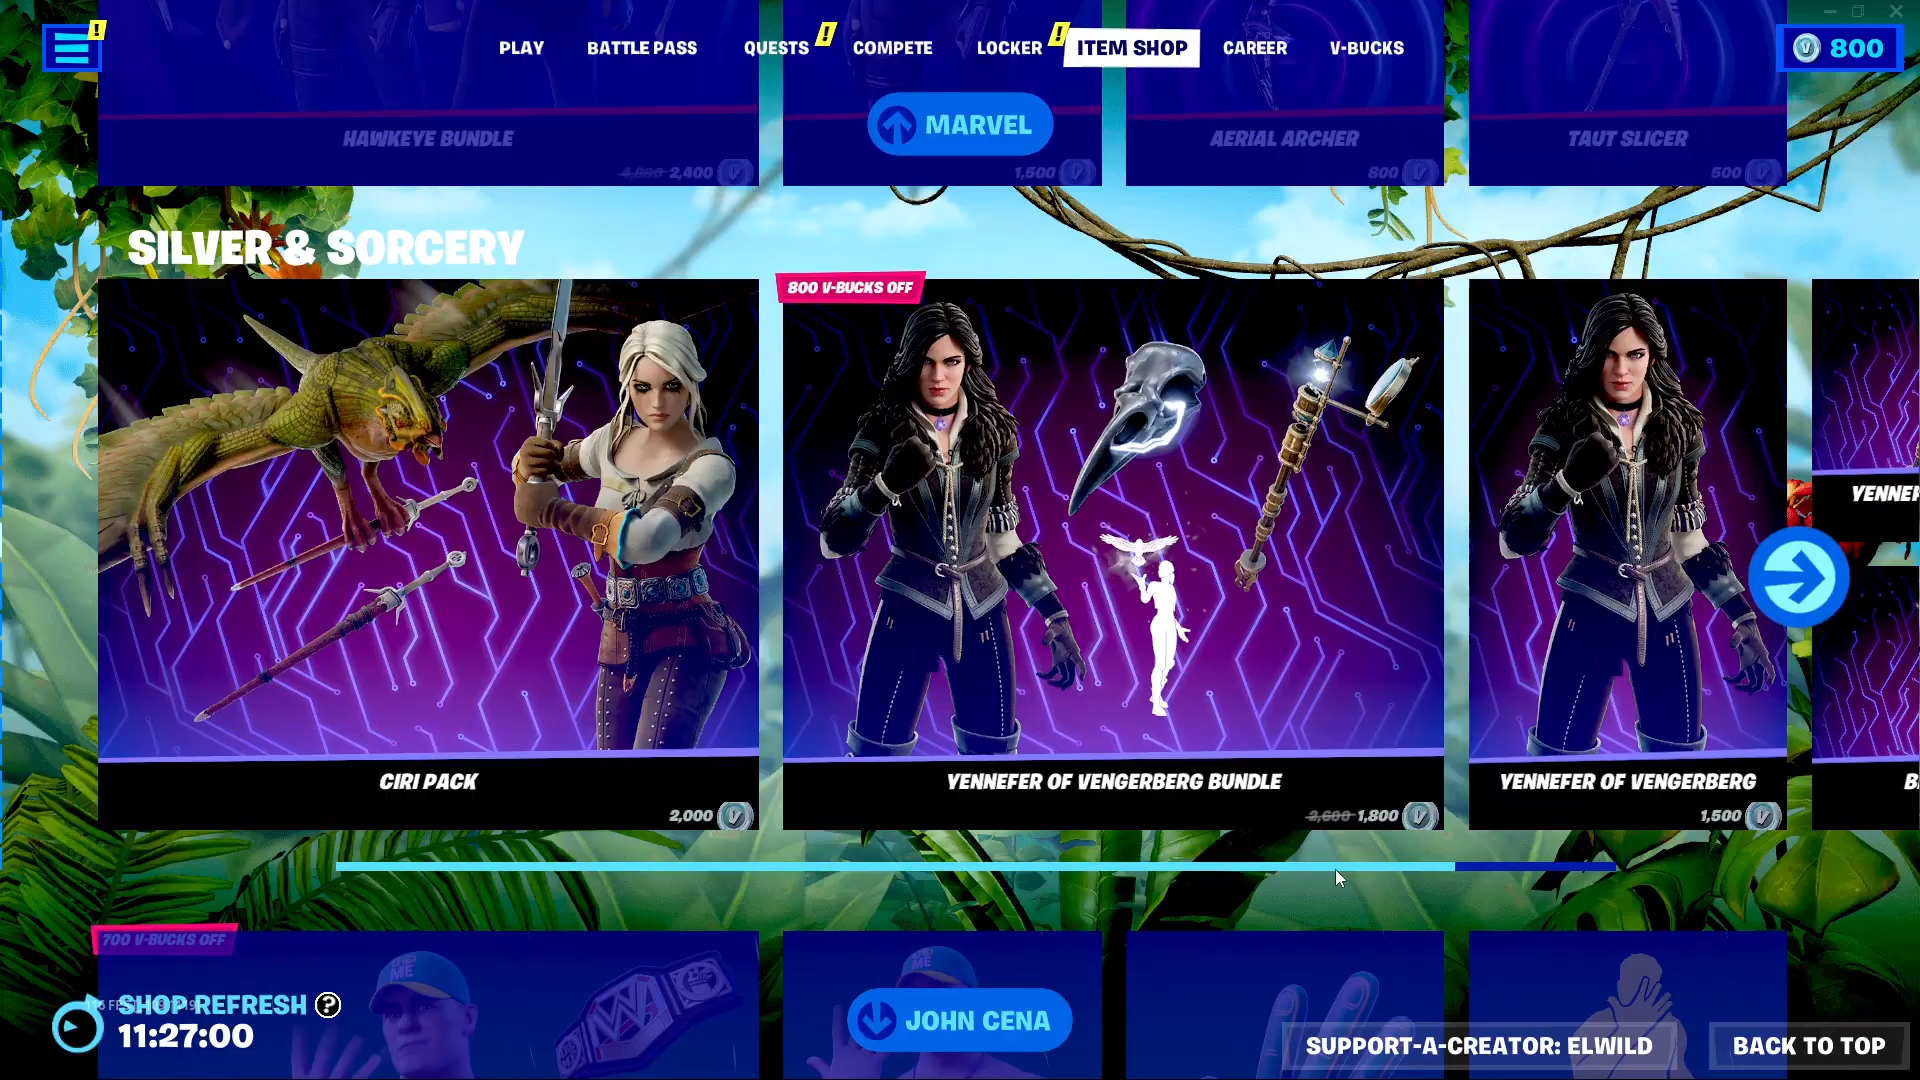 PLAY
BATTLE PASS
QUESTS
COMPETE
LOCKER
ITEM SHOP
CAREER
V-BUCKS
800
MARVEL
HAWKEYE BUNDLE
2,400
1,500
AERIAL ARCHER
800
TAUT SLICER
500
SILVER & SORCERY
800 V-BUCKS OFF
CIRI PACK
2,000
YENNEFER OF VENGERBERG BUNDLE
2,600 1,800
YENNEFER OF VENGERBERG
1,500
700 V-BUCKS OFF
SHOP REFRESH ?
11:27:00
JOHN CENA
SUPPORT-A-CREATOR: ELWILD
BACK TO TOP